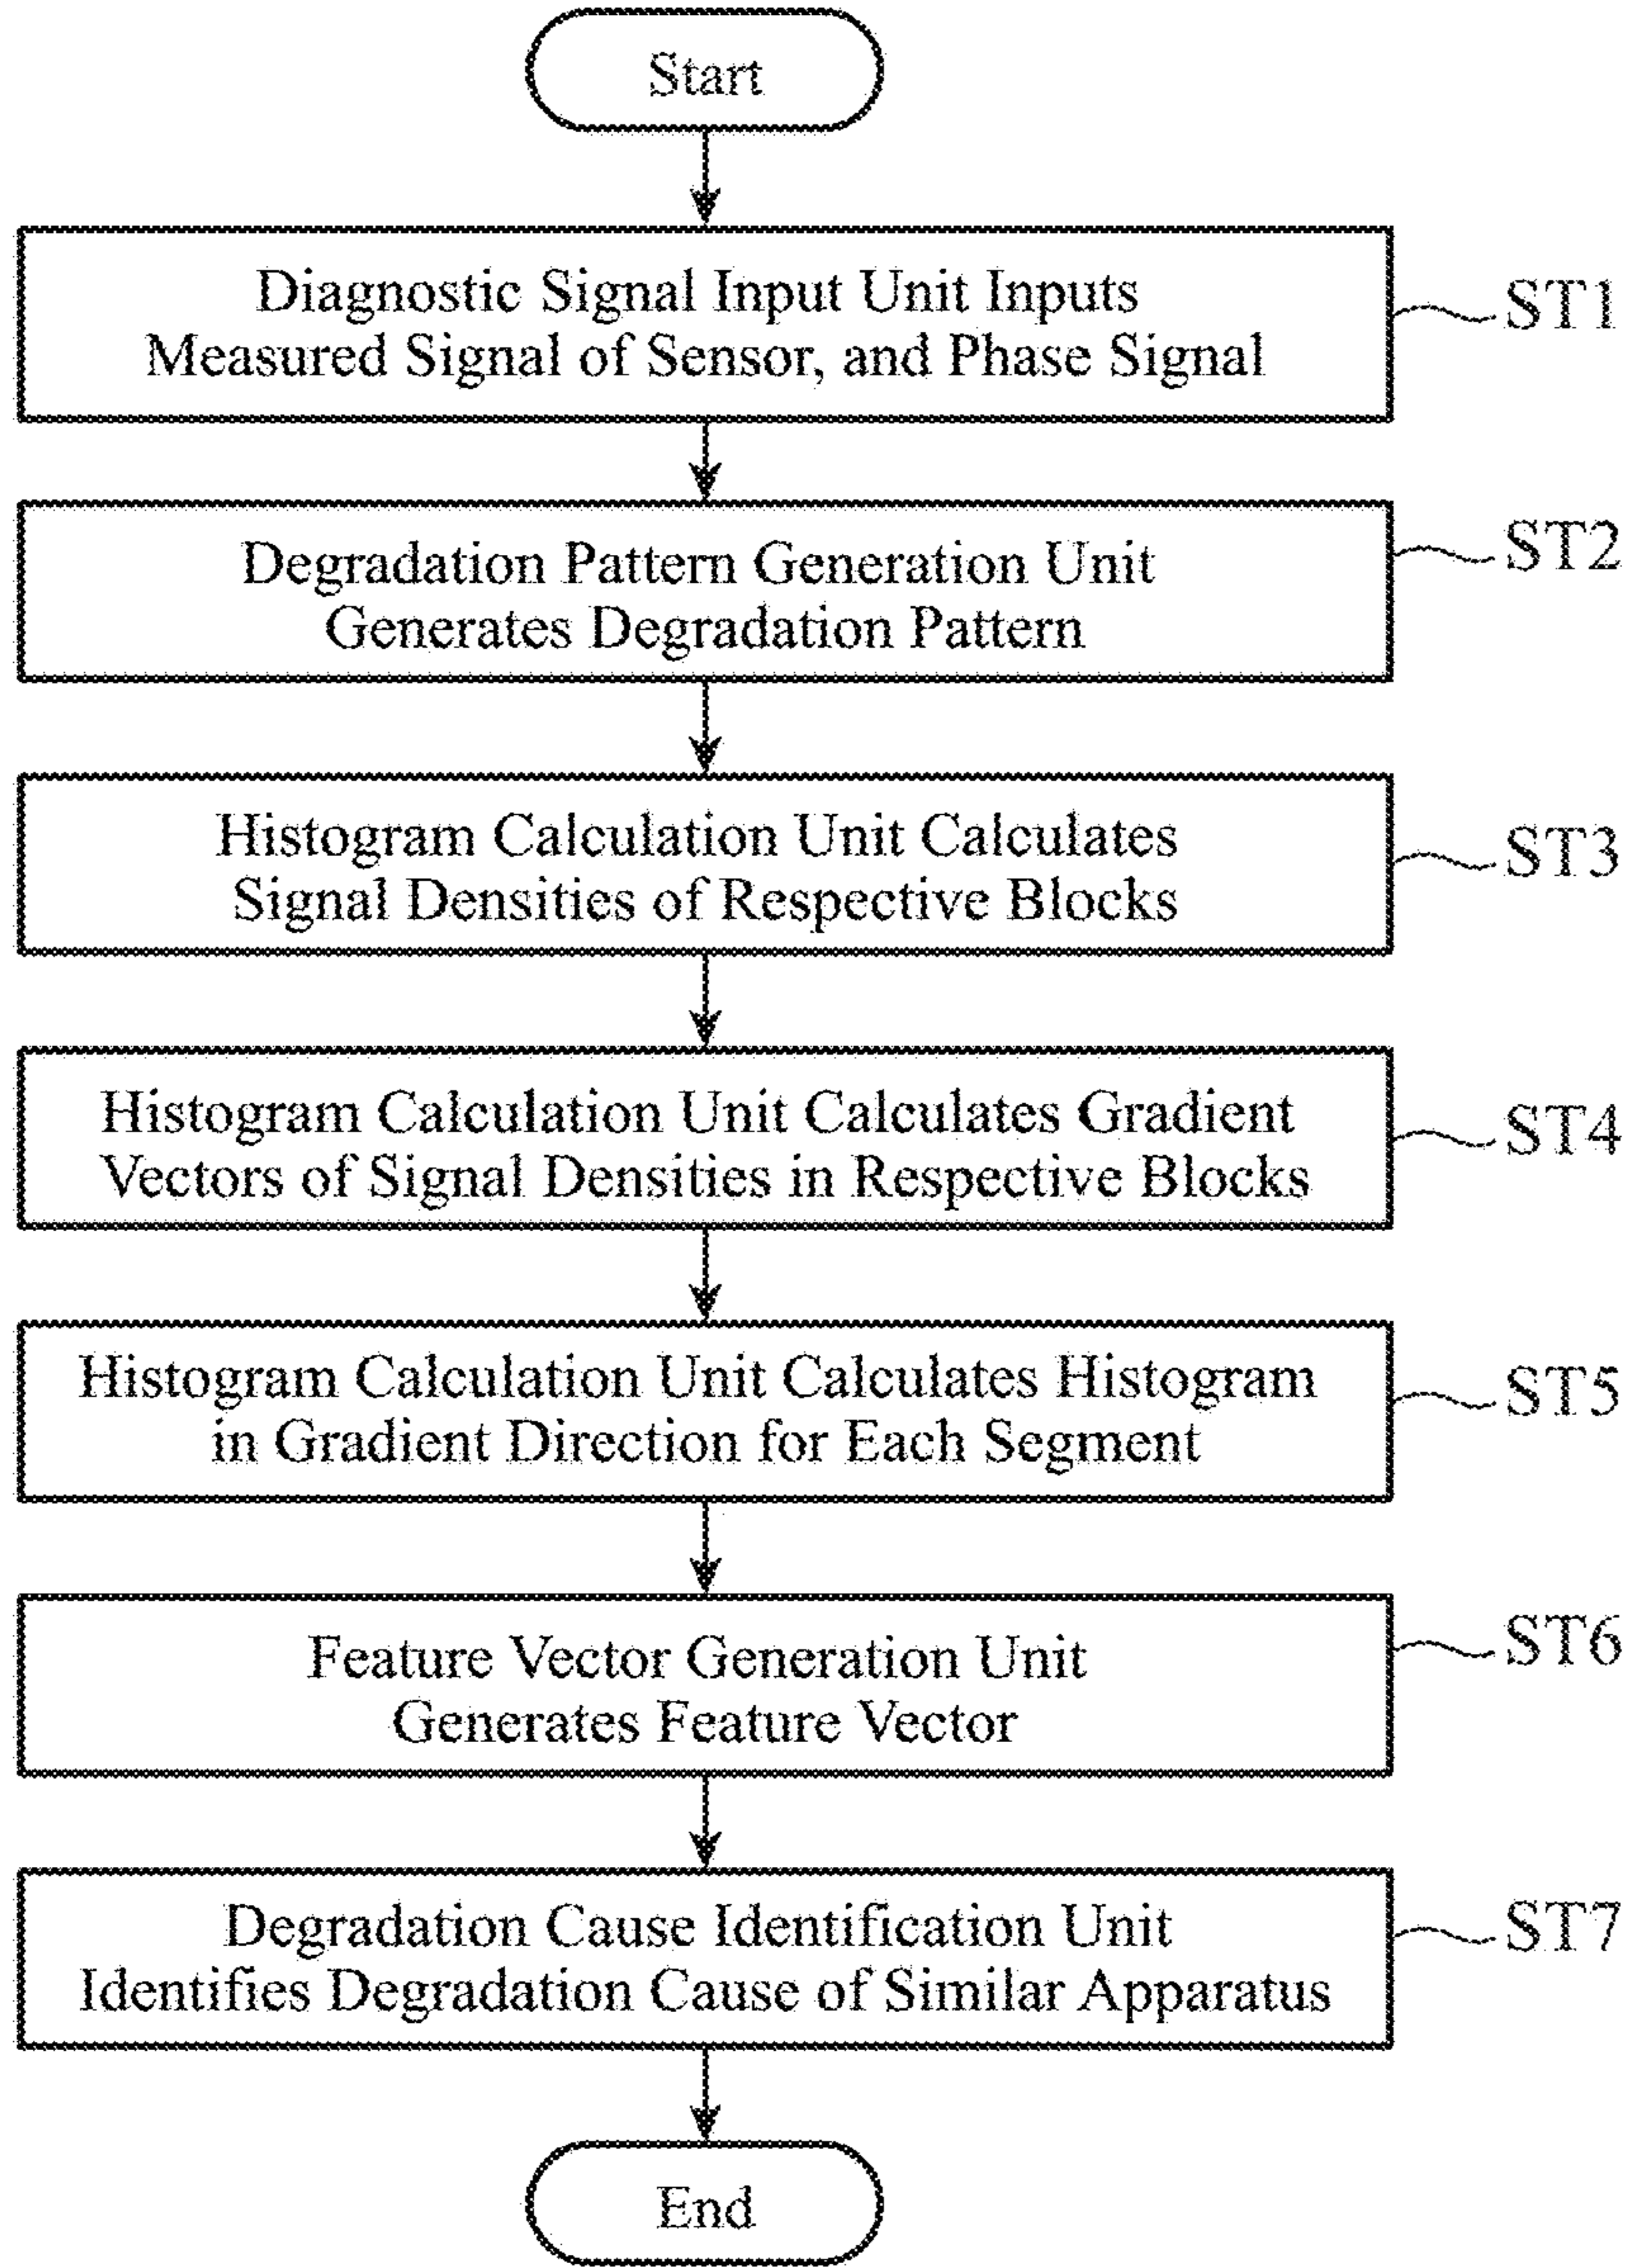 Start
Diagnostic Signal Input Unit Inputs
Measured Signal of Sensor, and Phase Signal
ST1
Degradation Pattern Generation Unit
Generates Degradation Pattern
ST2
Histogram Calculation Unit Calculates
Signal Densities of Respective Blocks
ST3
Histogram Calculation Unit Calculates Gradient
Vectors of Signal Densities in Respective Blocks
ST4
Histogram Calculation Unit Calculates Histogram
in Gradient Direction for Each Segment
ST5
Feature Vector Generation Unit
Generates Feature Vector
ST6
Degradation Cause Identification Unit
Identifies Degradation Cause of Similar Apparatus
ST7
End